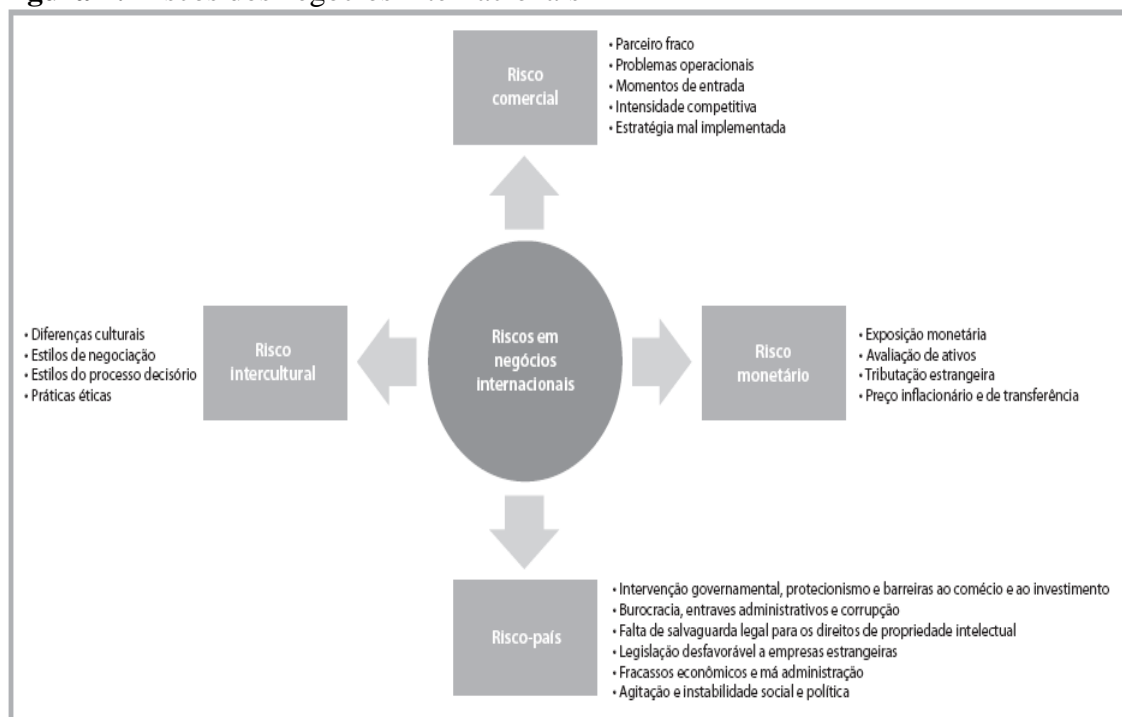 • Parceiro fraco
• Problemas operacionais
• Momentos de entrada
• Intensidade competitiva
• Estratégia mal implementada
Risco
comercial
• Diferenças culturais
• Estilos de negociação
• Estilos do processo decisório
• Práticas éticas
Risco
intercultural
Riscos em
negócios
internacionais
Risco
monetário
• Exposição monetária
• Avaliação de ativos
• Tributação estrangeira
• Preço inflacionário e de transferência
Risco-país
• Intervenção governamental, protecionismo e barreiras ao comécio e ao investimento
• Burocracia, entraves administrativos e corrupção
• Falta de salvaguarda legal para os direitos de propriedade intelectual
• Legislação desfavorável a empresas estrangeiras
• Fracassos econômicos e má administração
• Agitação e instabilidade social e política